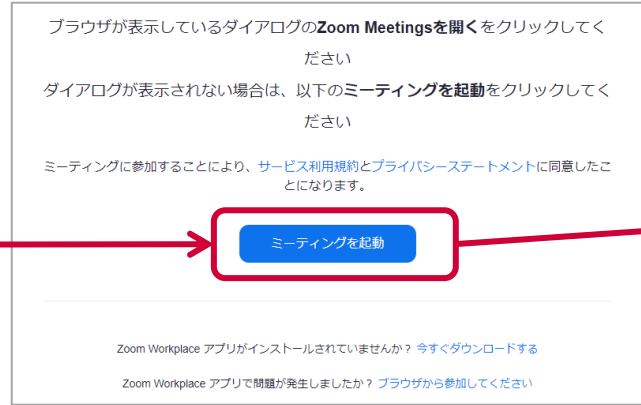 ブラウザが表示しているダイアログのZoom Meetingsを開くをクリックしてく
ださい
ダイアログが表示されない場合は、以下のミーティングを起動をクリックしてく
ださい
ミーティングに参加することにより、サービス利用規約とプライバシーステートメントに同意したこ
とになります。
ミーティングを起動
Zoom Workplace アプリがインストールされていませんか？ 今すぐダウンロードする
Zoom Workplace アプリで問題が発生しましたか？ ブラウザから参加してください